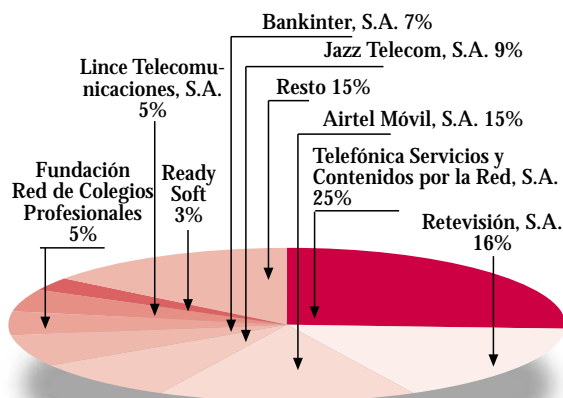 Bankinter, S.A. 7%
Jazz Telecom, S.A. 9%
Lince Telecomu-
nicaciones, S.A.
5%
Resto 15%
Airtel Móvil, S.A. 15%
Fundación
Red de Colegios
Profesionales
5%
Ready
Soft
3%
Telefónica Servicios y
Contenidos por la Red, S.A.
25%
Retevisión, S.A.
16%